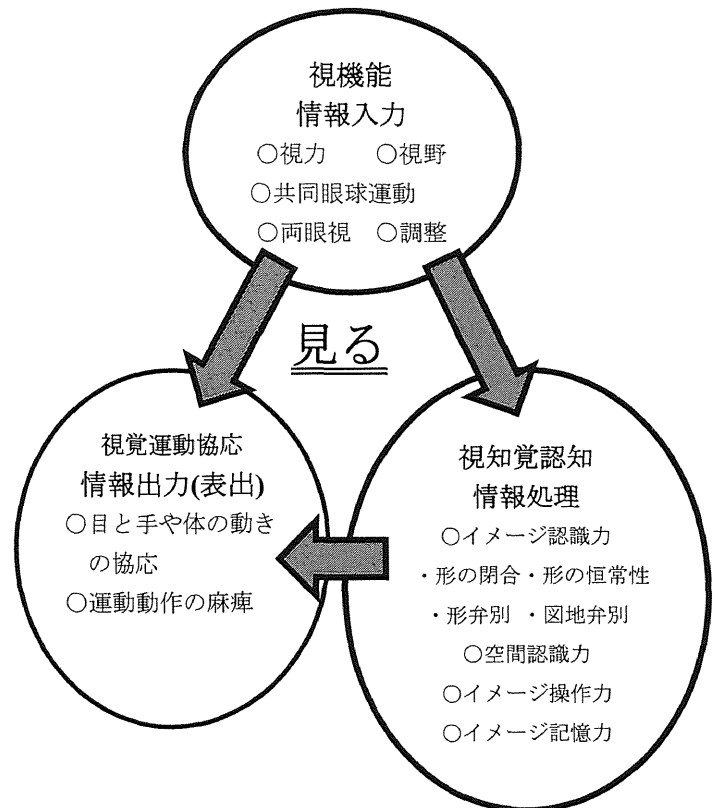 視機能
情報入力
○視力　○視野
○共同眼球運動
○両眼視　○調整
見る
視覚運動協応
情報出力(表出)
○目と手や体の動き
の協応
○運動動作の麻痺
視知覚認知
情報処理
○イメージ認識力
・形の閉合・形の恒常性
・形弁別　・図地弁別
○空間認識力
○イメージ操作力
○イメージ記憶力